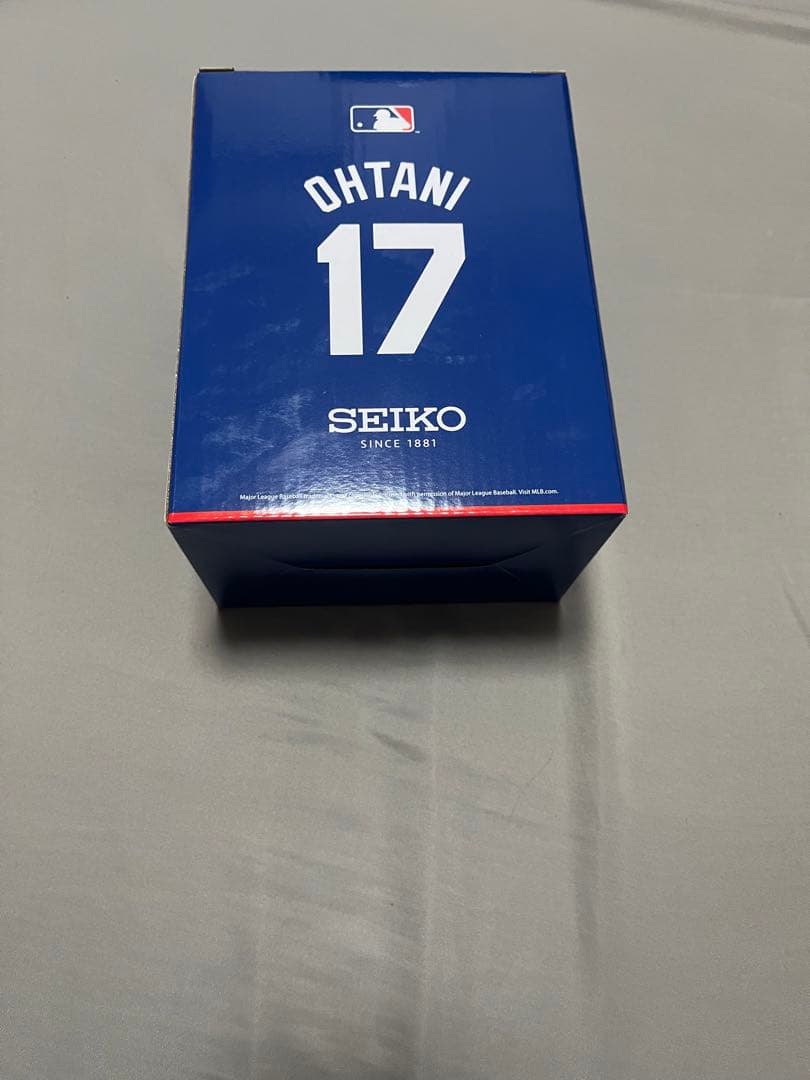 OHTANI
17
SEIKO
SINCE 1881
Major League Baseball with permission of Major League Baseball. Visit MLB.com.